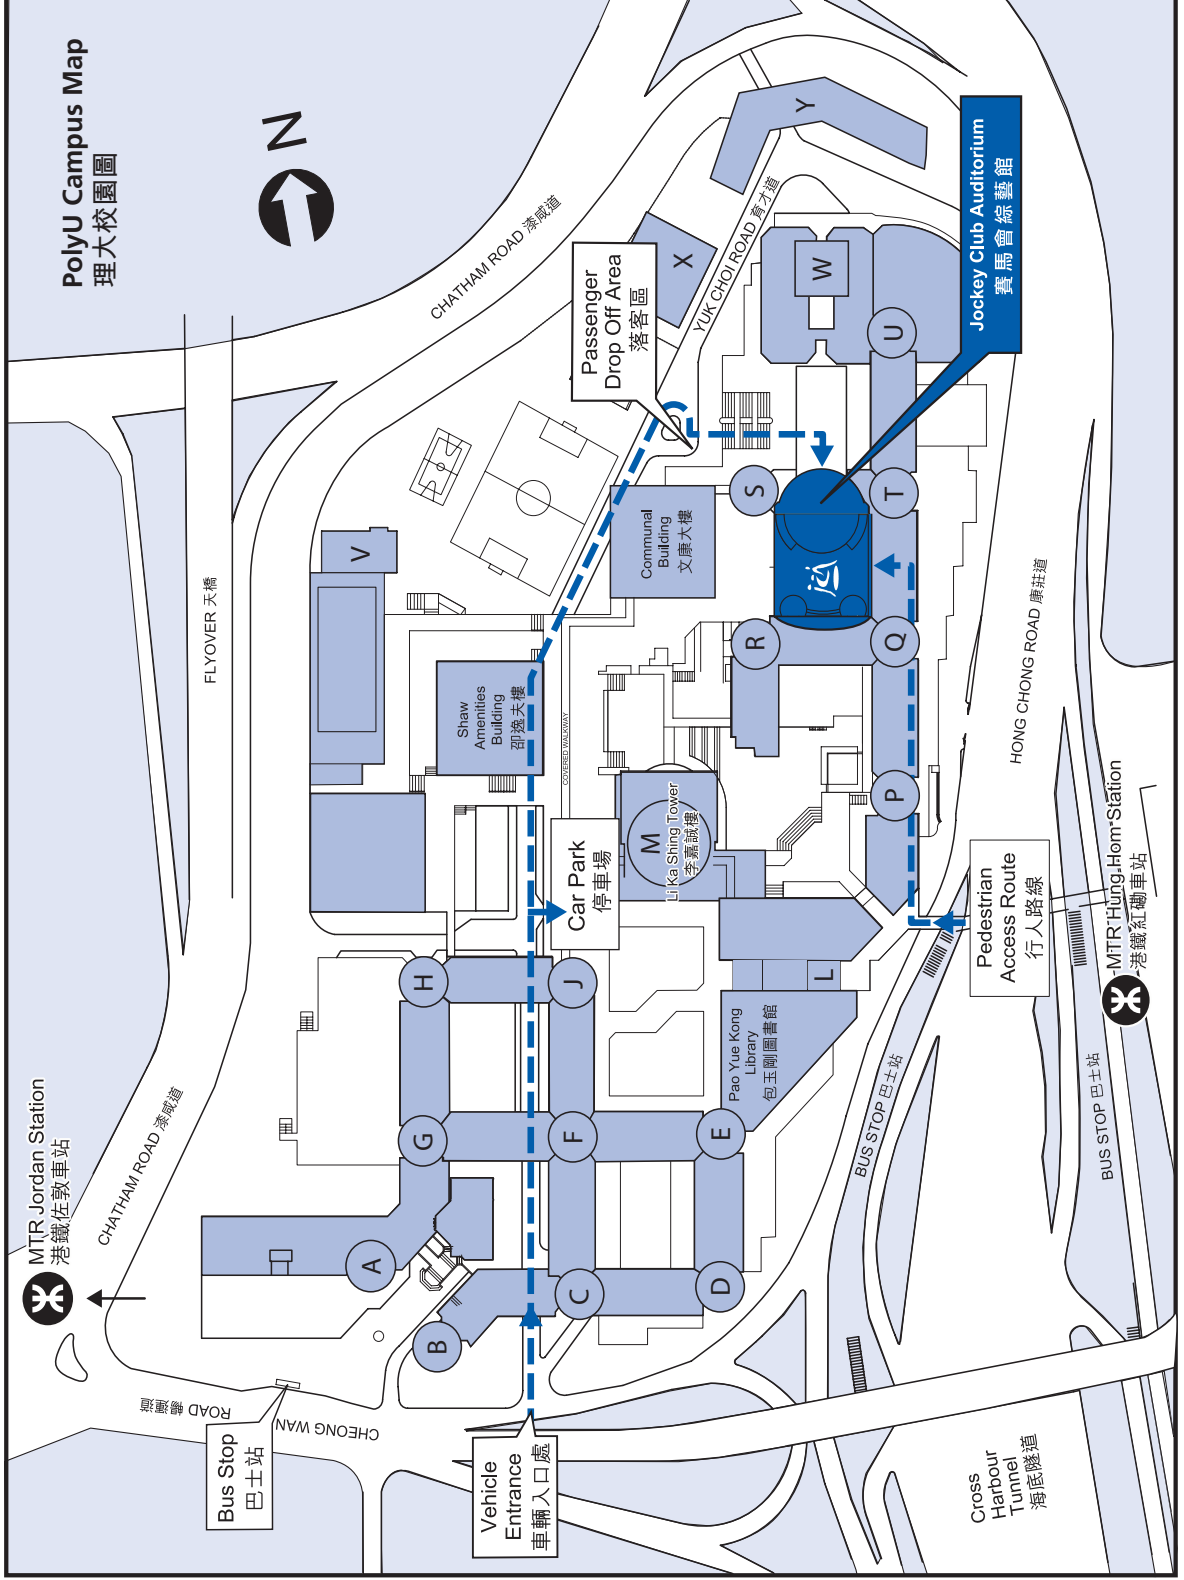 PolyU Campus Map
理大校園圖
N
MTR Jordan Station
港鐵佐敦車站
CHATHAM ROAD 漆咸道
FLYOVER 天橋
CHATHAM ROAD 漆咸道
Bus Stop
巴士站
CHEONG WAN
ROAD 暢運道
Vehicle
Entrance
車輛入口處
A
B
C
D
E
F
G
H
J
Car Park
停車場
COVERED WALKWAY
Shaw
Amenities
Building
邵逸夫樓
V
Communal
Building
文康大樓
Passenger
Drop Off Area
落客區
YUK CHOI ROAD 育才道
X
Y
W
U
S
T
R
Q
P
M
Li Ka Shing Tower
李嘉誠樓
L
Pao Yue Kong
Library
包玉剛圖書館
Jockey Club Auditorium
賽馬會綜藝館
HONG CHONG ROAD 康莊道
Pedestrian
Access Route
行人路線
MTR Hung Hom Station
港鐵紅磡車站
BUS STOP 巴士站
BUS STOP 巴士站
Cross
Harbour
Tunnel
海底隧道